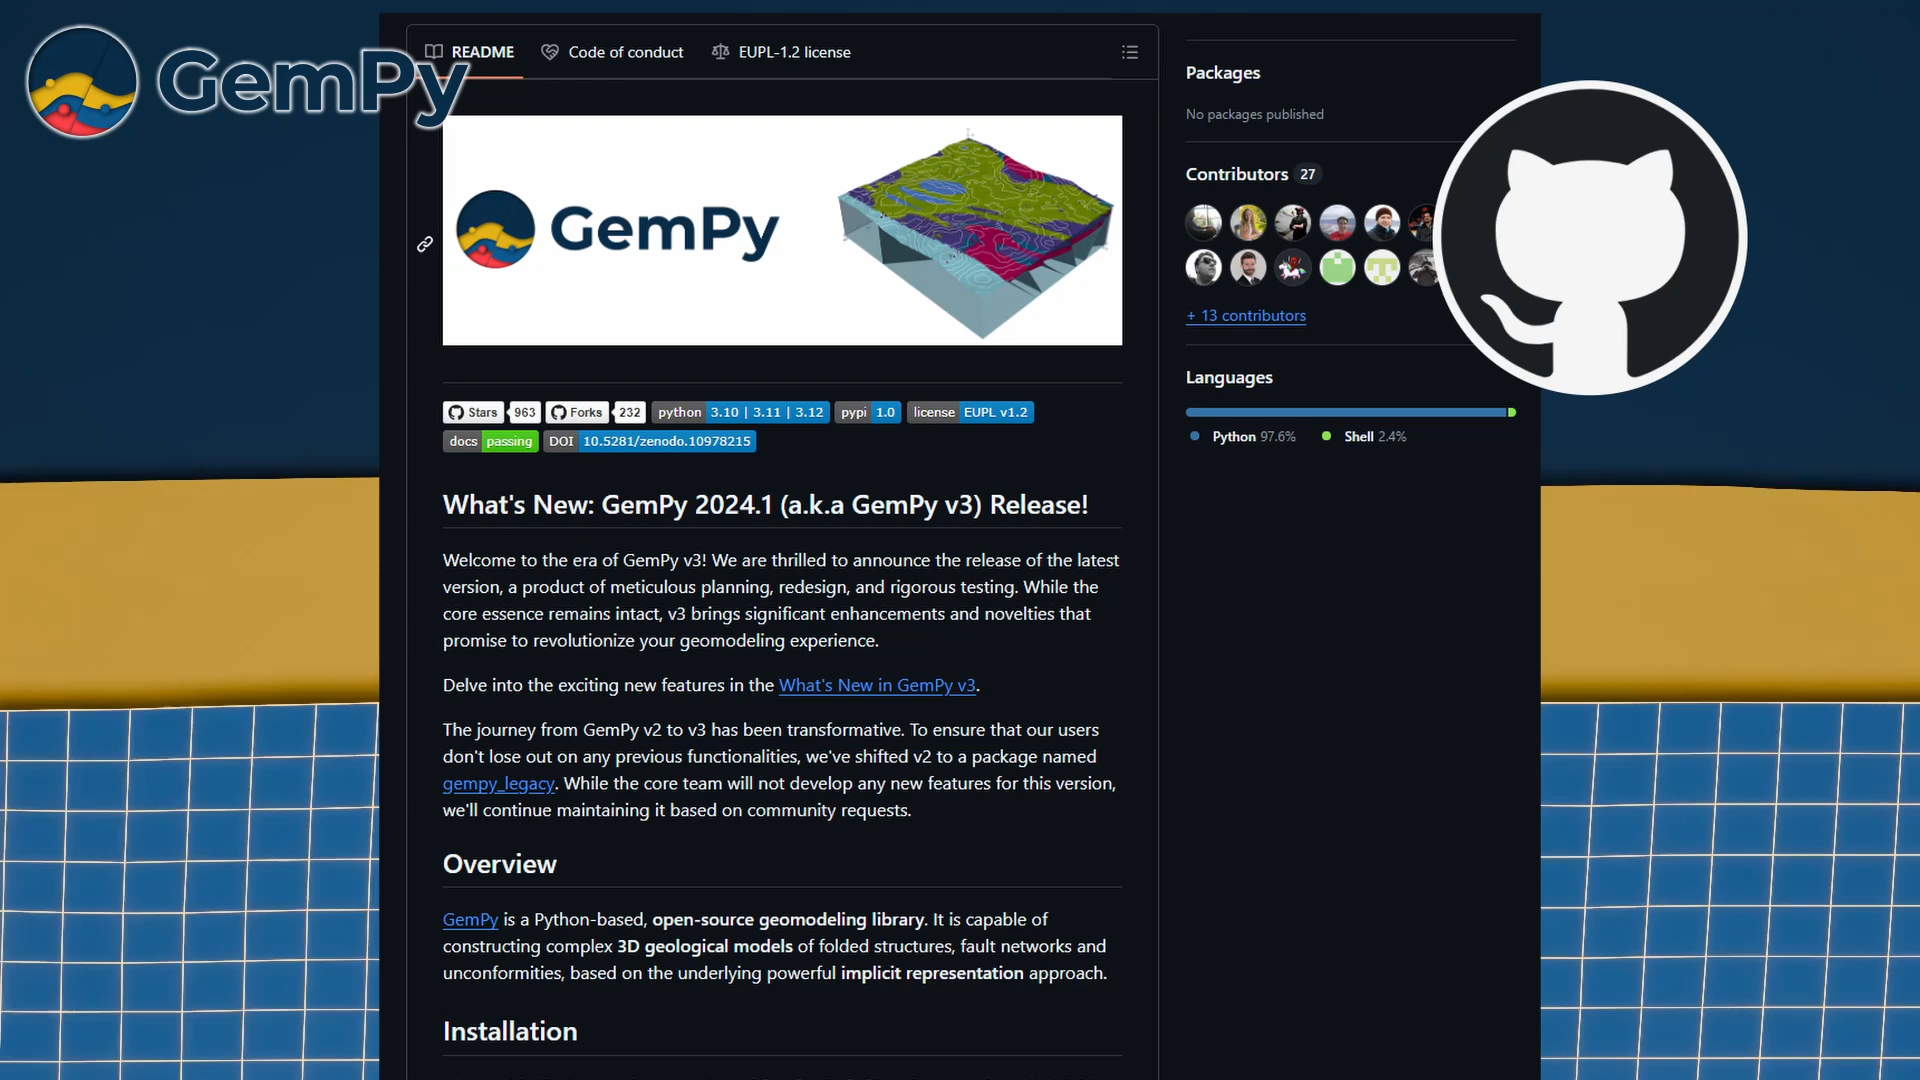 GemPy
README
Code of conduct
EUPL-1.2 license
GemPy
Stars 963 Forks 232 python 3.10 | 3.11 | 3.12 pypi 1.0 license EUPL v1.2
docs passing DOI 10.5281/zenodo.10978215
What's New: GemPy 2024.1 (a.k.a GemPy v3) Release!
Welcome to the era of GemPy v3! We are thrilled to announce the release of the latest
version, a product of meticulous planning, redesign, and rigorous testing. While the
core essence remains intact, v3 brings significant enhancements and novelties that
promise to revolutionize your geomodeling experience.
Delve into the exciting new features in the What's New in GemPy v3.
The journey from GemPy v2 to v3 has been transformative. To ensure that our users
don't lose out on any previous functionalities, we've shifted v2 to a package named
gempy_legacy. While the core team will not develop any new features for this version,
we'll continue maintaining it based on community requests.
Overview
GemPy is a Python-based, open-source geomodeling library. It is capable of
constructing complex 3D geological models of folded structures, fault networks and
unconformities, based on the underlying powerful implicit representation approach.
Installation
Packages
No packages published
Contributors 27
+ 13 contributors
Languages
Python 97.6% Shell 2.4%